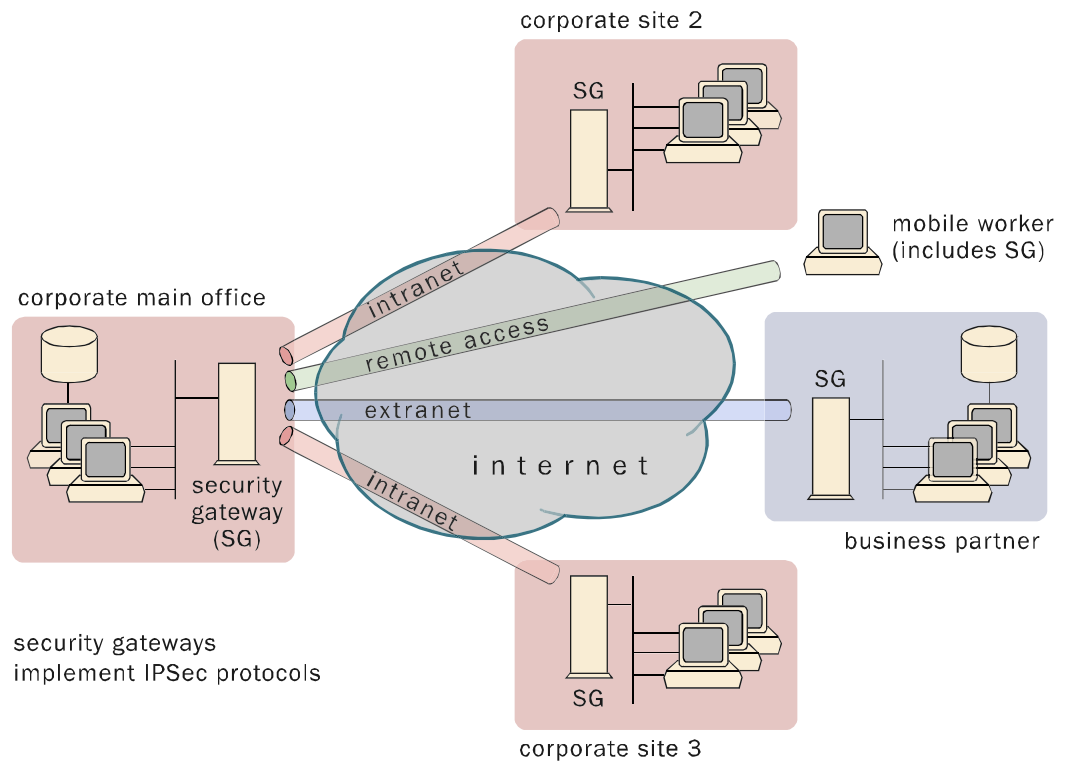 corporate site 2
SG
mobile worker
(includes SG)
corporate main office
intranet
remote access
SG
extranet
internet
security
gateway
(SG)
intranet
business partner
security gateways
implement IPSec protocols
SG
corporate site 3